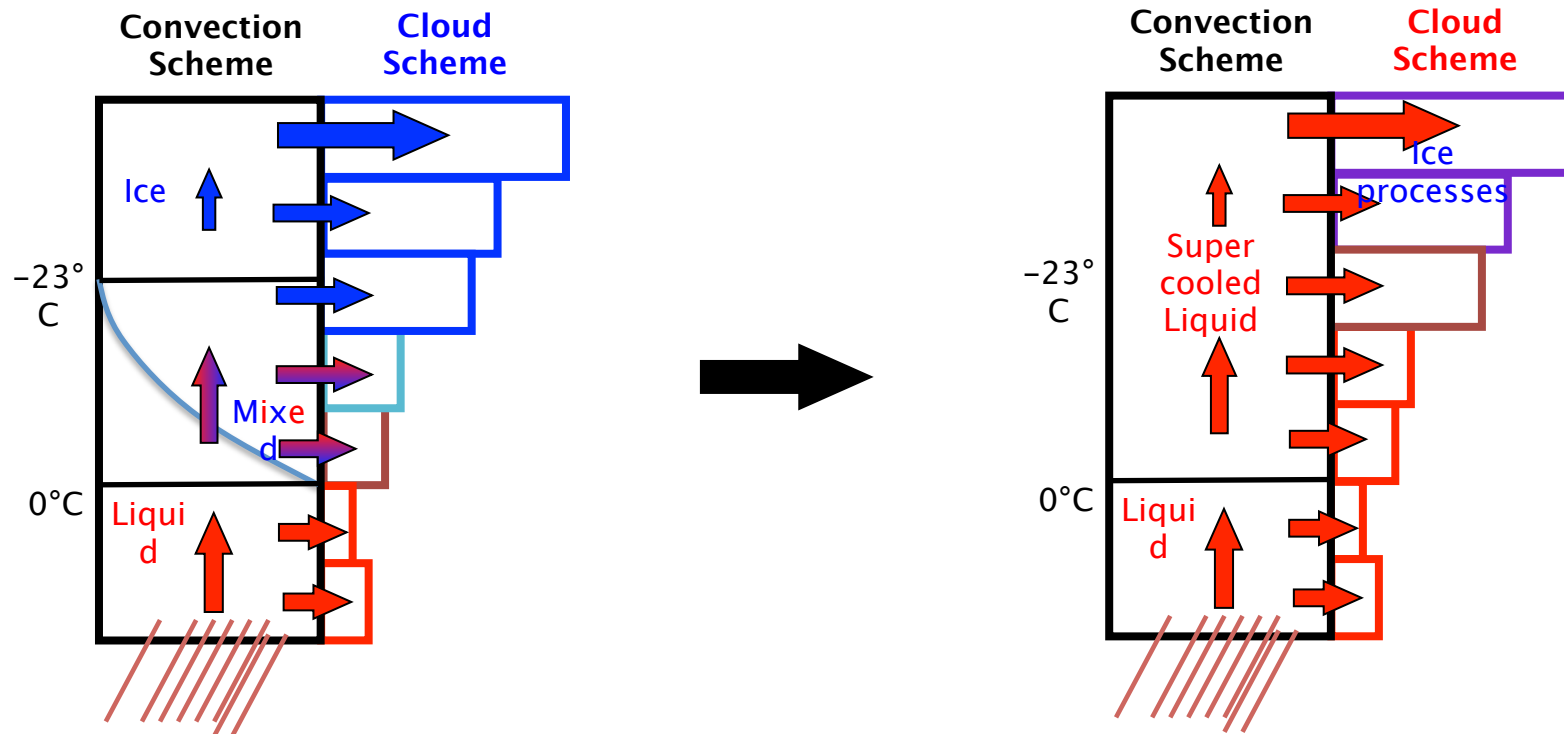 Convection
Scheme
Cloud
Scheme
Ice
–23°
C
Mixe
d
0°C
Liqui
d
Convection
Scheme
Cloud
Scheme
Ice
processes
Super
cooled
Liquid
–23°
C
0°C
Liqui
d